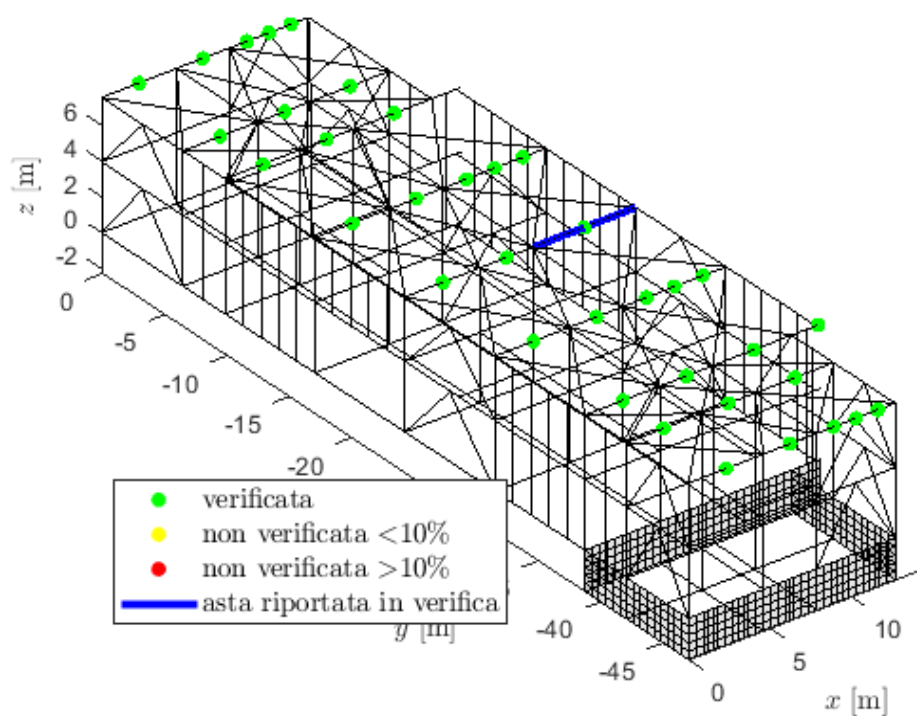 6
4
2
0
-2
z [m]
0
-5
-10
-15
-20
verificata
non verificata <10%
non verificata >10%
asta riportata in verifica
y [m]
-40
-45
0
5
10
x [m]